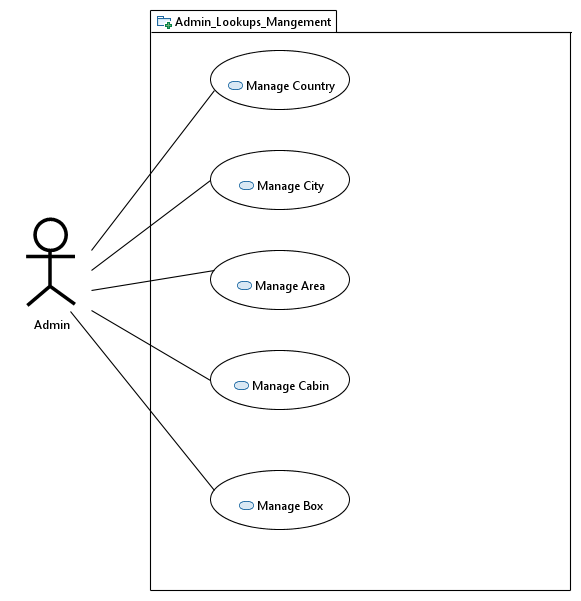 Admin_Lookups_Mangement
Manage Country
Manage City
Manage Area
Admin
Manage Cabin
Manage Box